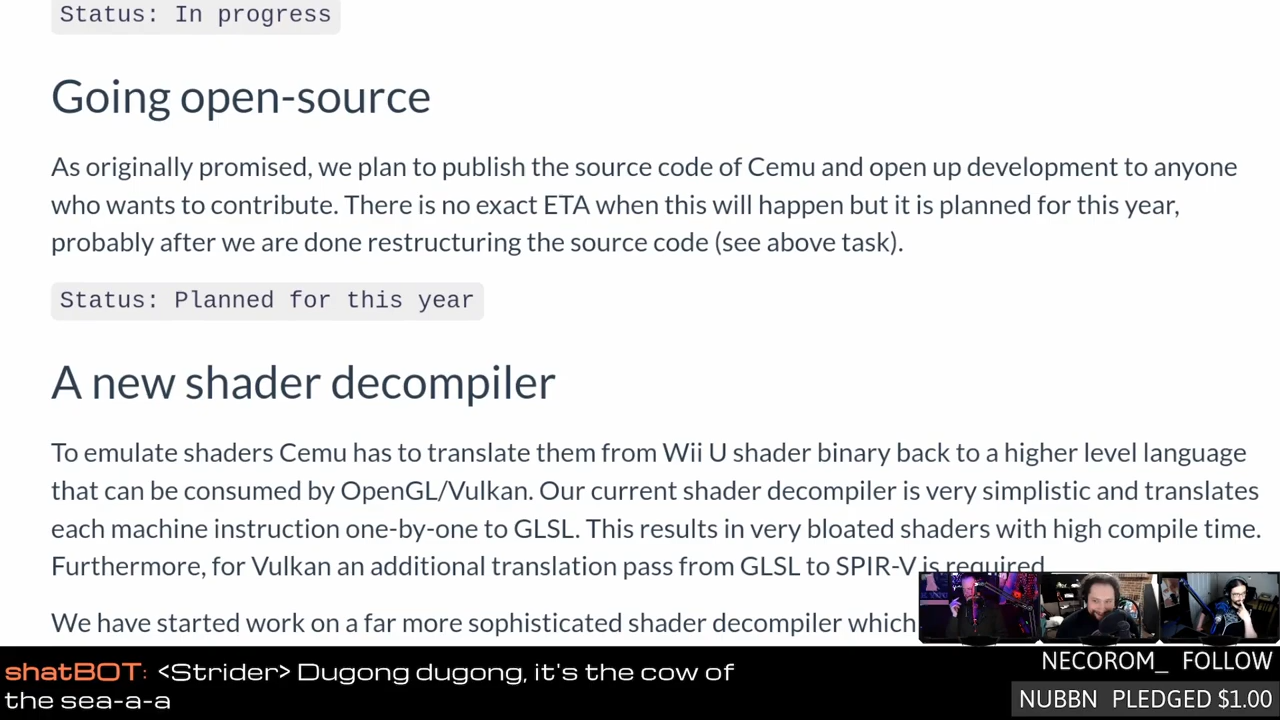 Status: In progress
Going open-source
As originally promised, we plan to publish the source code of Cemu and open up development to anyone
who wants to contribute. There is no exact ETA when this will happen but it is planned for this year,
probably after we are done restructuring the source code (see above task).
Status: Planned for this year
A new shader decompiler
To emulate shaders Cemu has to translate them from Wii U shader binary back to a higher level language
that can be consumed by OpenGL/Vulkan. Our current shader decompiler is very simplistic and translates
each machine instruction one-by-one to GLSL. This results in very bloated shaders with high compile time.
Furthermore, for Vulkan an additional translation pass from GLSL to SPIR-V is required
We have started work on a far more sophisticated shader decompiler which
shatBOT: <Strider> Dugong dugong, it's the cow of
the sea-a-a
NECOROM_ FOLLOW
NUBBN PLEDGED $1.00